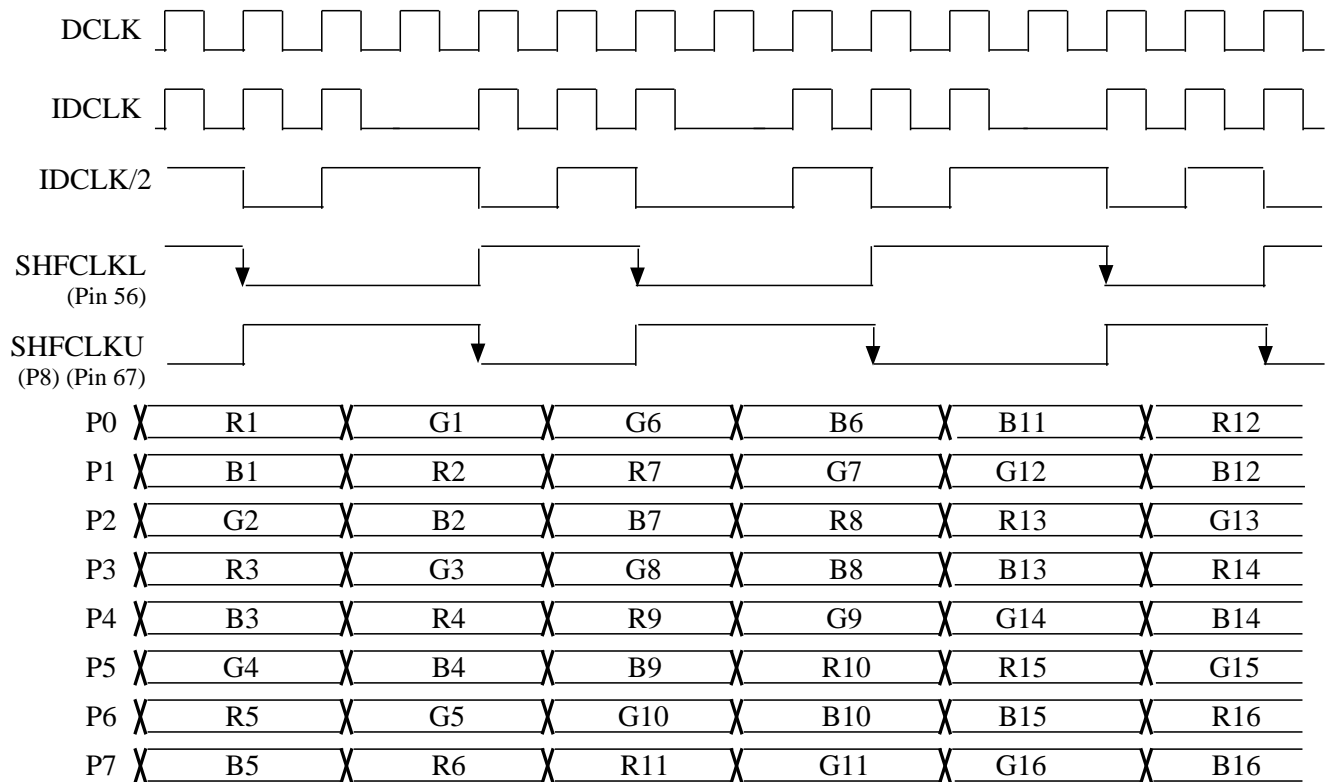 DCLK
IDCLK
IDCLK/2
SHFCLKL
(Pin 56)
SHFCLKU
(P8) (Pin 67)
P0 R1 G1 G6 B6 B11 R12
P1 B1 R2 R7 G7 G12 B12
P2 G2 B2 B7 R8 R13 G13
P3 R3 G3 G8 B8 B13 R14
P4 B3 R4 R9 G9 G14 B14
P5 G4 B4 B9 R10 R15 G15
P6 R5 G5 G10 B10 B15 R16
P7 B5 R6 R11 G11 G16 B16